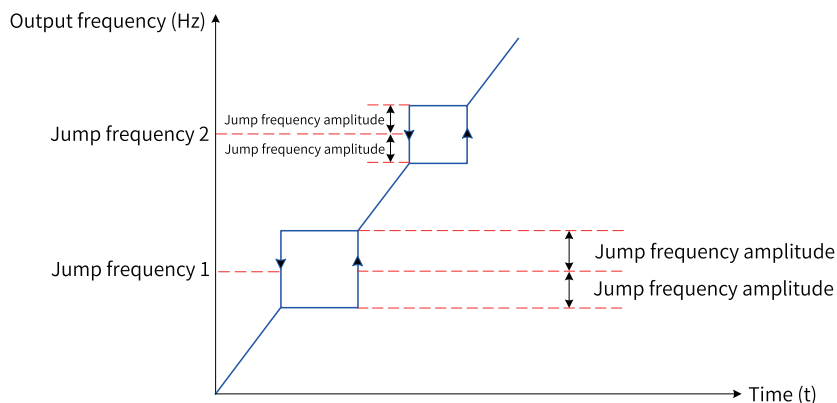 Output frequency (Hz)
Jump frequency amplitude
Jump frequency 2
Jump frequency amplitude
Jump frequency amplitude
Jump frequency 1
Jump frequency amplitude
Time (t)